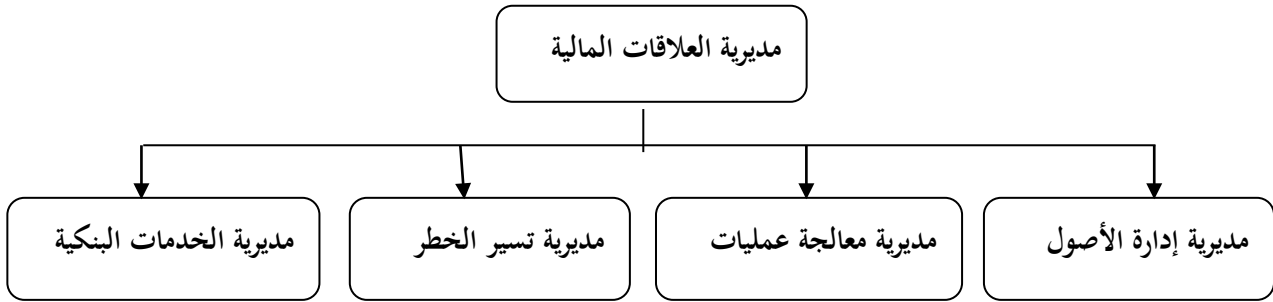 مديرية العلاقات المالية
مديرية إدارة الأصول
مديرية معالجة عمليات
مديرية تسير الخطر
مديرية الخدمات البنكية